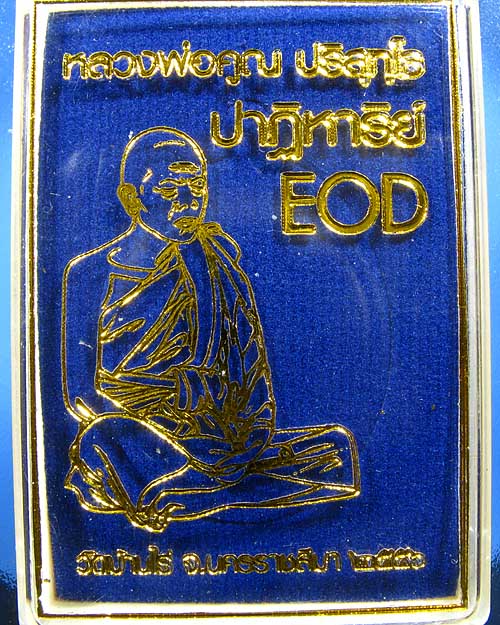 หลวงพ่อคูณ ปริสุทฺโธ
ปาฏิหาริย์
EOD
วัดบ้านไร่ จ.นครราชสีมา ๒๕๕๖